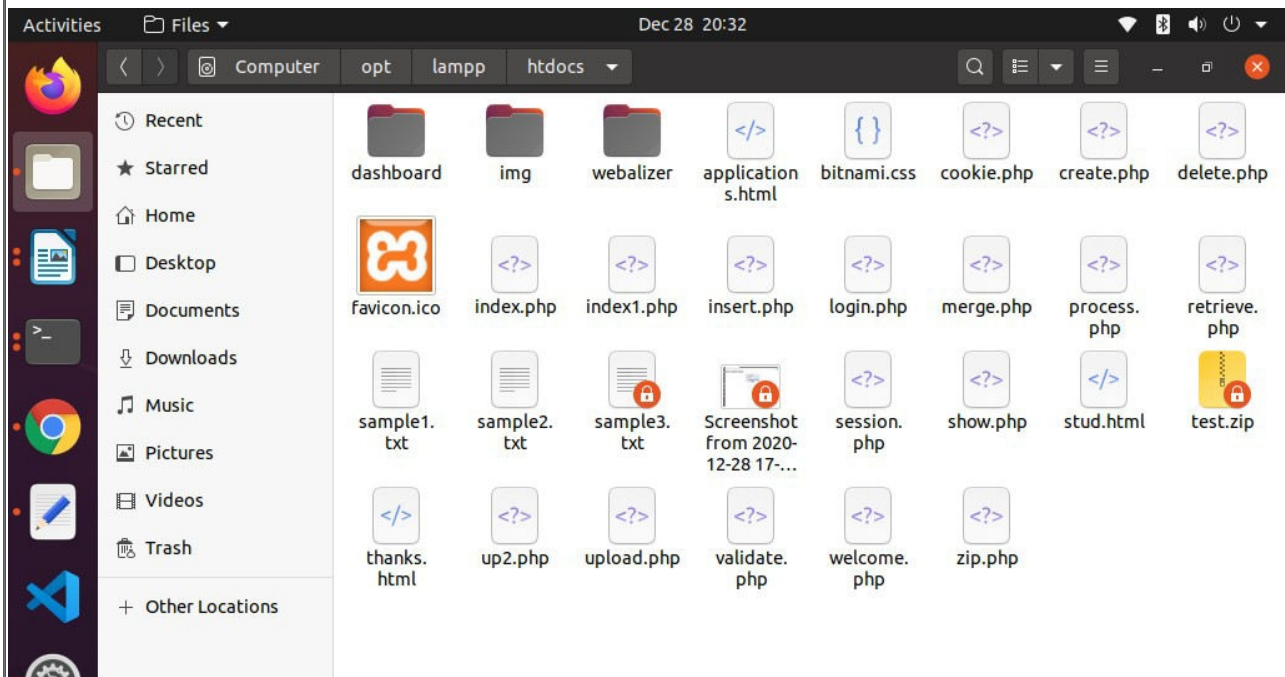 Activities
Files
Dec 28 20:32
Computer
opt
lampp
htdocs
Recent
Starred
Home
Desktop
Documents
Downloads
Music
Pictures
Videos
Trash
+ Other Locations
dashboard
img
webalizer
application
s.html
bitnami.css
cookie.php
create.php
delete.php
favicon.ico
index.php
index1.php
insert.php
login.php
merge.php
process.
php
retrieve.
php
sample1.
txt
sample2.
txt
sample3.
txt
Screenshot
from 2020-
12-28 17-…
session.
php
show.php
stud.html
test.zip
thanks.
html
up2.php
upload.php
validate.
php
welcome.
php
zip.php